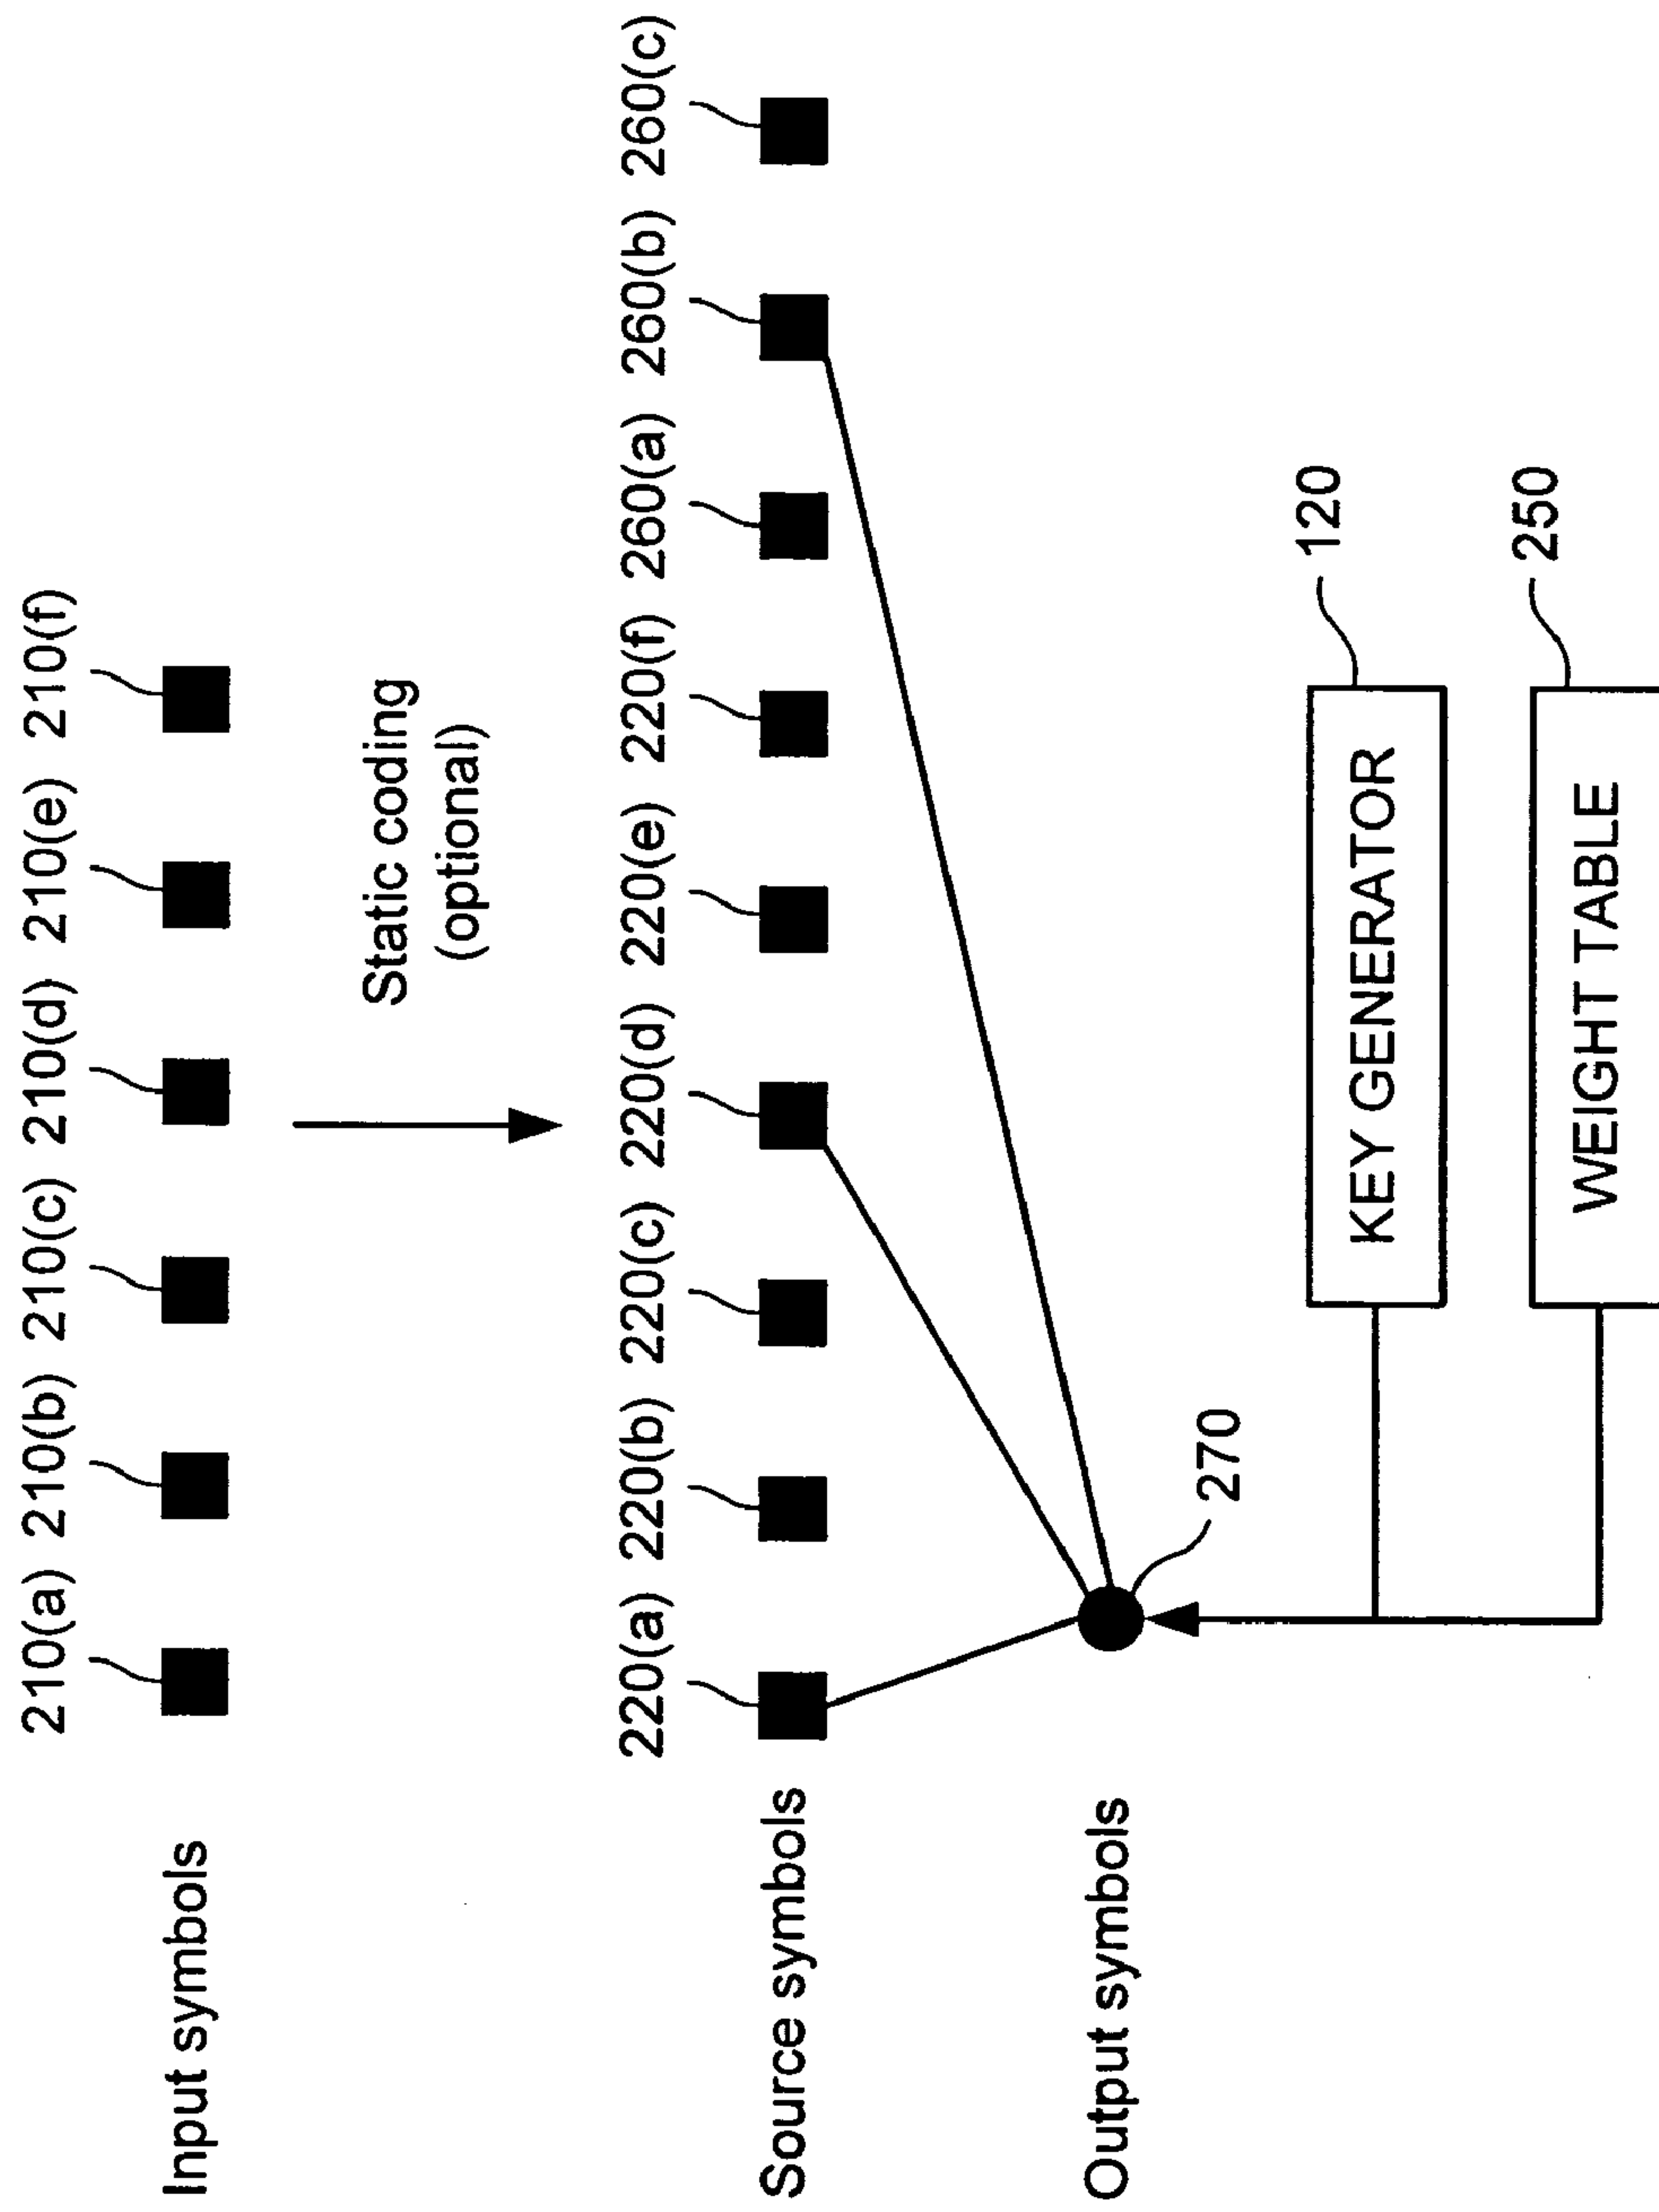 210(a) 210(b) 210(c) 210(d) 210(e) 210(f)
Input symbols
Static coding
(optional)
220(a) 220(b) 220(c) 220(d) 220(e) 220(f) 260(a) 260(b) 260(c)
Source symbols
Output symbols
270
120
KEY GENERATOR
250
WEIGHT TABLE